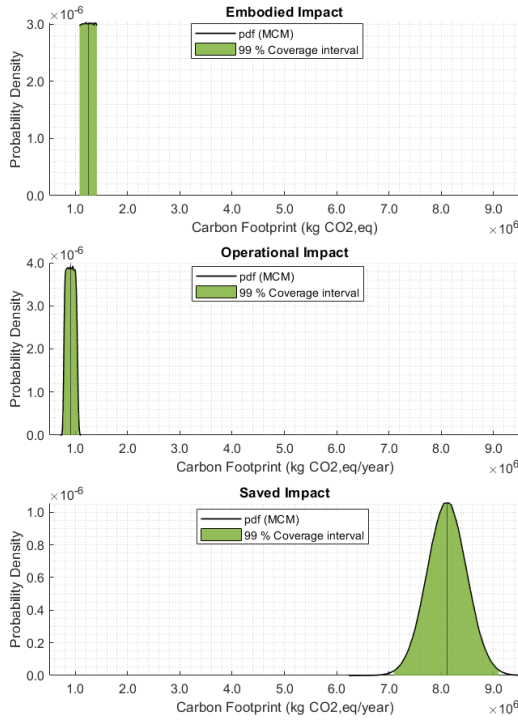 Embodied Impact
×10-6
pdf (MCM)
99 % Coverage interval
Probability Density
3.0
2.0
1.0
0.0
1.0 2.0 3.0 4.0 5.0 6.0 7.0 8.0 9.0
Carbon Footprint (kg CO2,eq)
×106
Operational Impact
×10-6
pdf (MCM)
99 % Coverage interval
Probability Density
4.0
3.0
2.0
1.0
0.0
1.0 2.0 3.0 4.0 5.0 6.0 7.0 8.0 9.0
Carbon Footprint (kg CO2,eq/year)
×106
Saved Impact
×10-6
pdf (MCM)
99 % Coverage interval
Probability Density
1.0
0.8
0.6
0.4
0.2
0.0
1.0 2.0 3.0 4.0 5.0 6.0 7.0 8.0 9.0
Carbon Footprint (kg CO2,eq/year)
×106